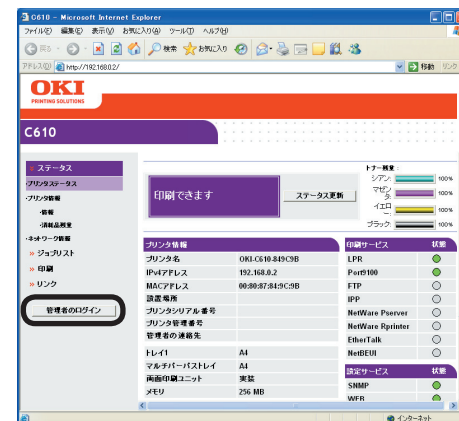 C610 - Microsoft Internet Explorer
ファイル(F) 編集(E) 表示(V) お気に入り(A) ツール(T) ヘルプ(H)
戻る 検索 お気に入り
アドレス(D) http://192.168.0.2/ 移動 リンク
OKI
PRINTING SOLUTIONS
C610
ステータス
・プリンタステータス
・プリンタ情報
・情報
・消耗品残量
・ネットワーク情報
ジョブリスト
印刷
リンク
管理者のログイン
印刷できます
ステータス更新
トナー残量
シアン: 100%
マゼンタ: 100%
イエロー: 100%
ブラック: 100%
プリンタ情報
プリンタ名 OKI-C610-849C9B
IPv4アドレス 192.168.0.2
MACアドレス 00:80:87:84:9C:9B
設置場所
プリンタシリアル番号
プリンタ管理番号
管理者の連絡先
トレイ1 A4
マルチパーパストレイ A4
両面印刷ユニット 実装
メモリ 256 MB
印刷サービス 状態
LPR
Port9100
FTP
IPP
NetWare Pserver
NetWare Rprinter
EtherTalk
NetBEUI
設定サービス 状態
SNMP
WEB
インターネット